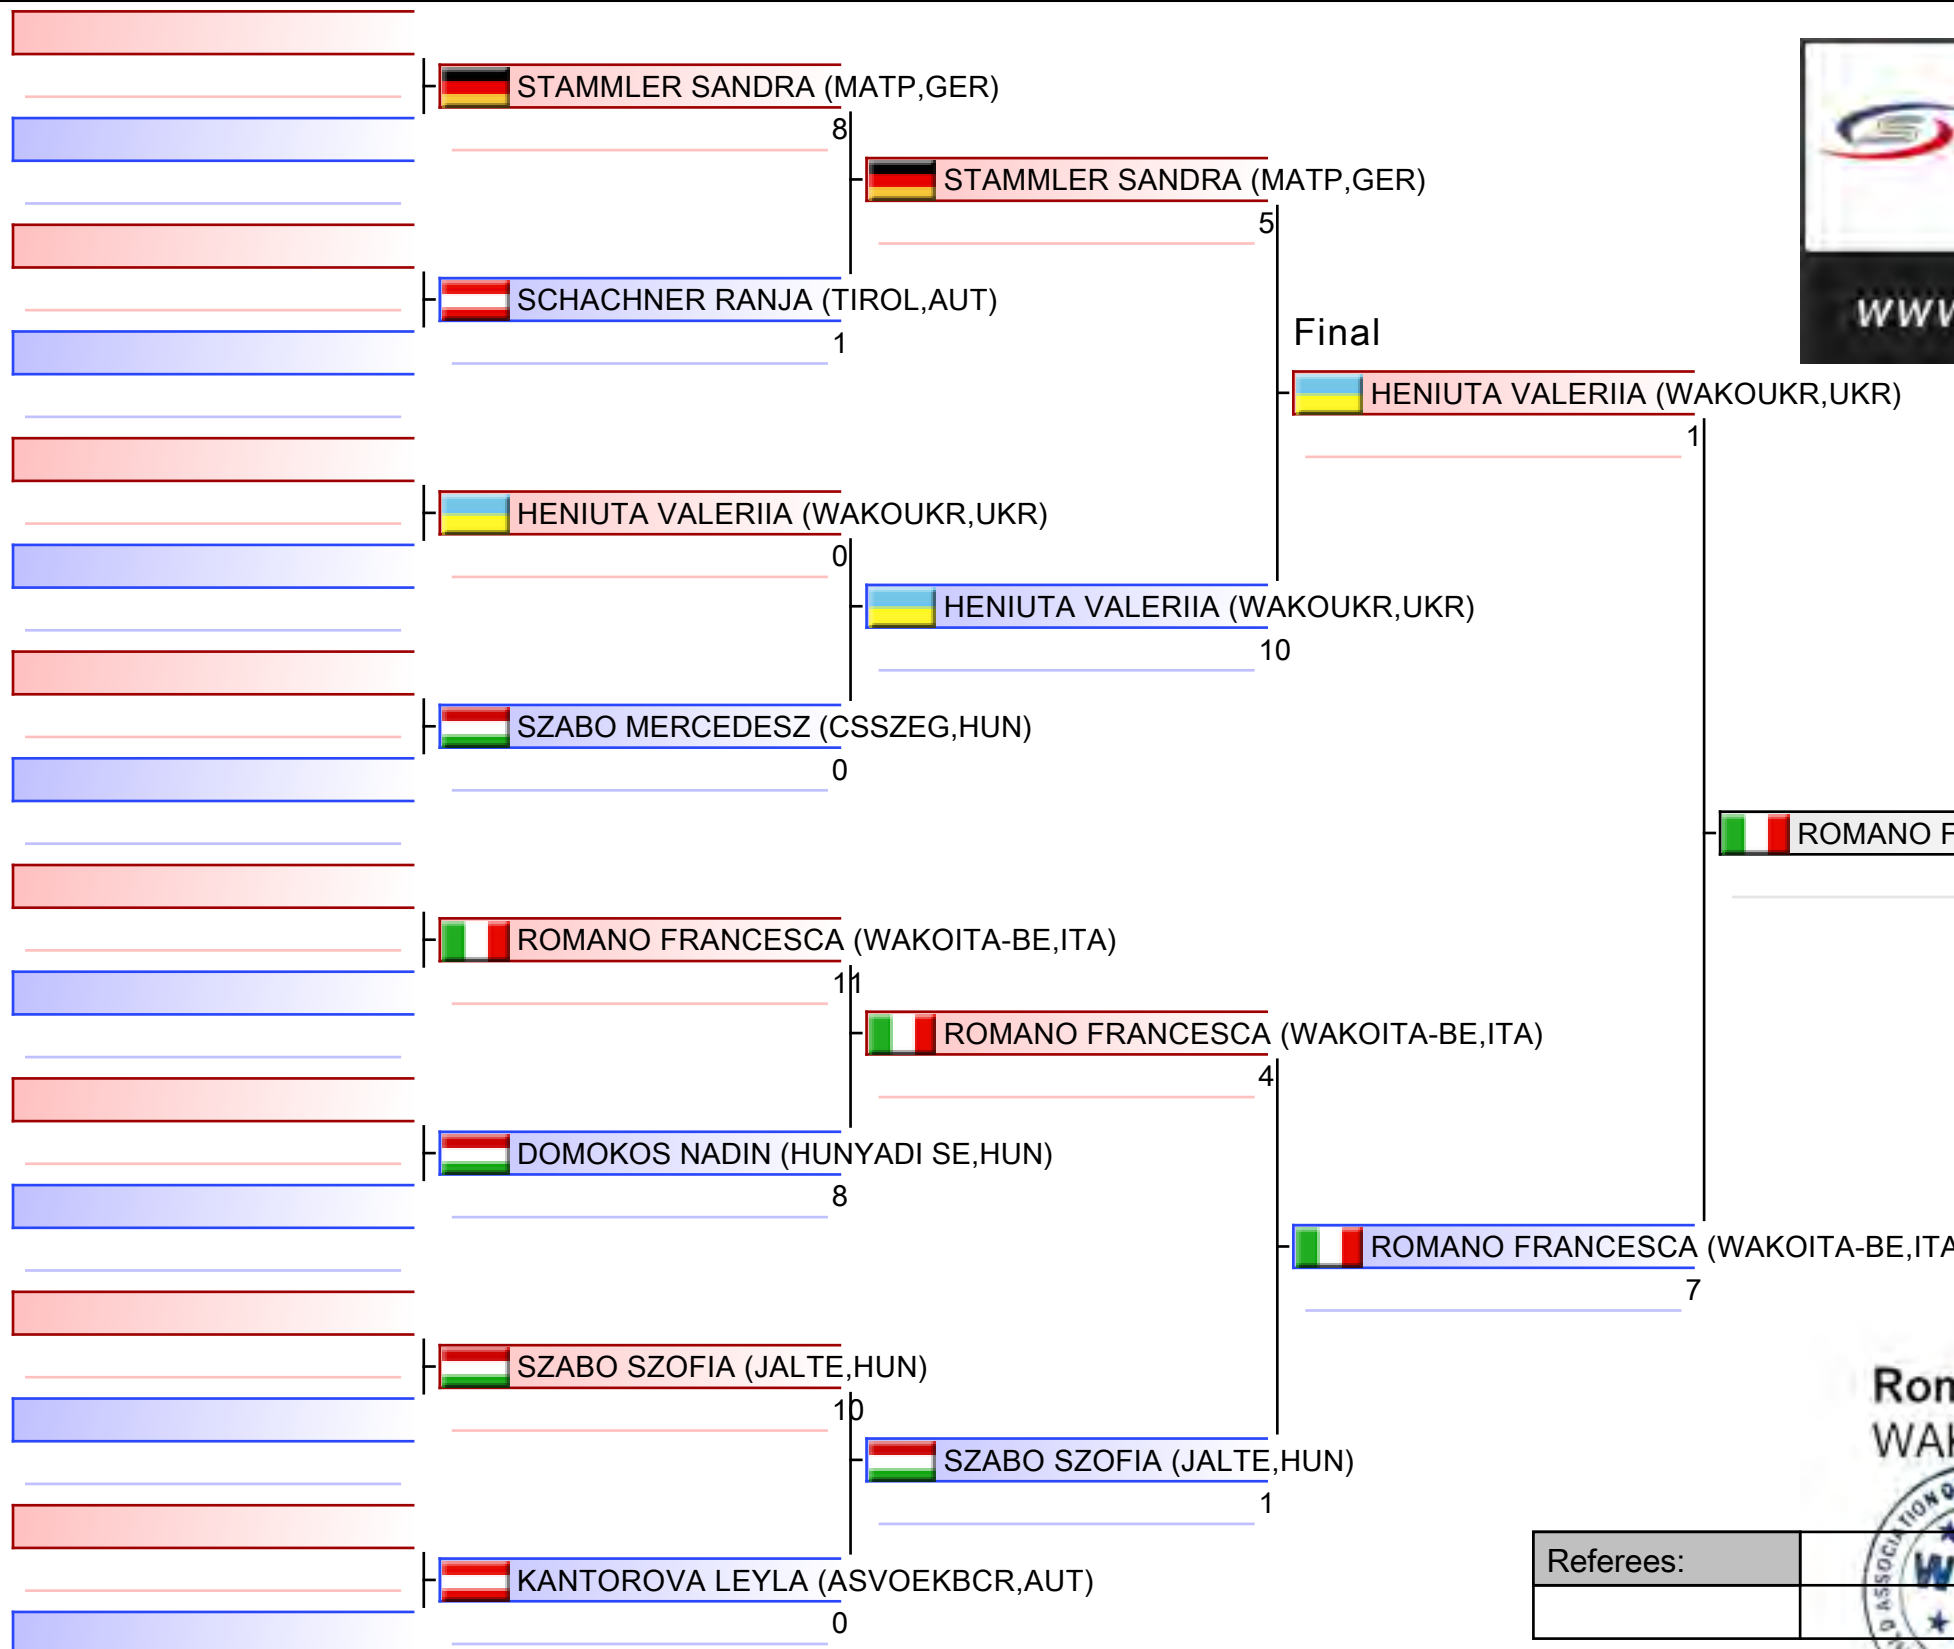 STAMMLER SANDRA (MATP,GER)
8
STAMMLER SANDRA (MATP,GER)
5
SCHACHNER RANJA (TIROL,AUT)
1
Final
HENIUTA VALERIIA (WAKOUKR,UKR)
1
HENIUTA VALERIIA (WAKOUKR,UKR)
0
HENIUTA VALERIIA (WAKOUKR,UKR)
10
SZABO MERCEDESZ (CSSZEG,HUN)
0
ROMANO F
ROMANO FRANCESCA (WAKOITA-BE,ITA)
11
ROMANO FRANCESCA (WAKOITA-BE,ITA)
4
DOMOKOS NADIN (HUNYADI SE,HUN)
8
ROMANO FRANCESCA (WAKOITA-BE,ITA
7
SZABO SZOFIA (JALTE,HUN)
10
SZABO SZOFIA (JALTE,HUN)
1
KANTOROVA LEYLA (ASVOEKBCR,AUT)
0
Referees: